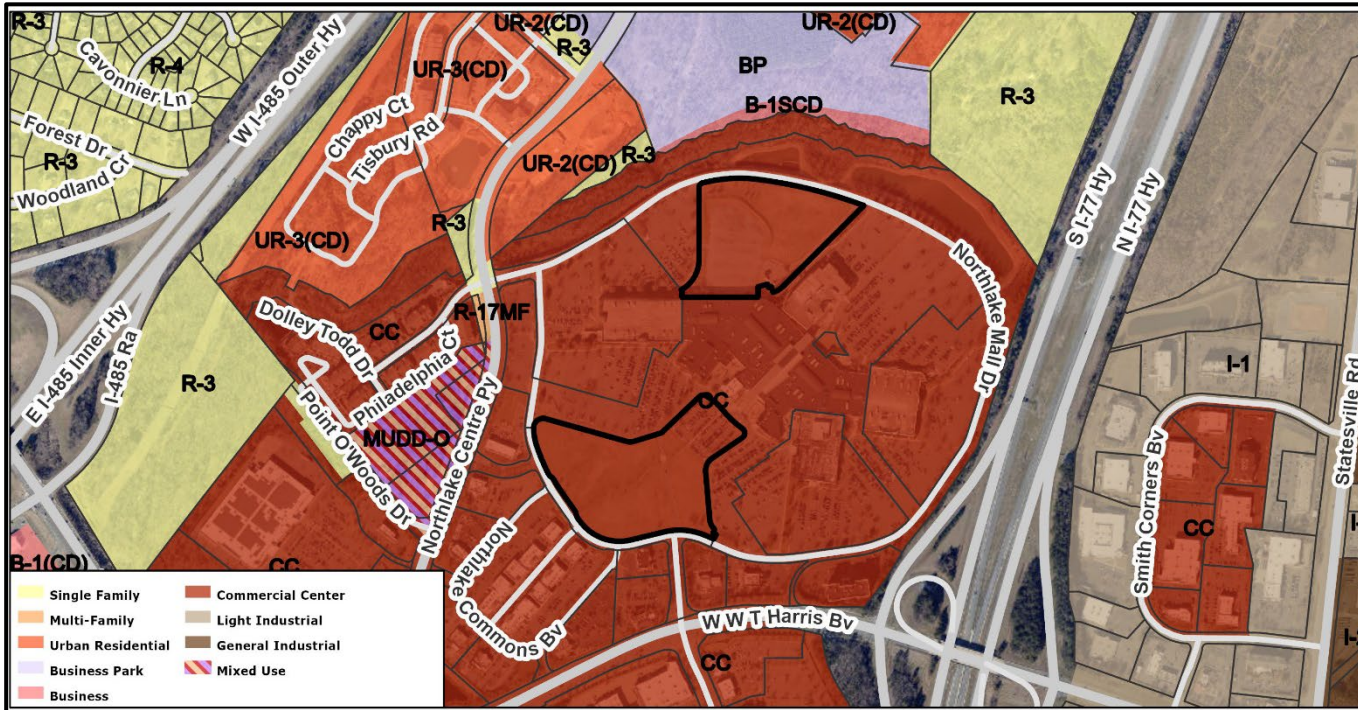 R-3
UR-2(CD)
UR-2(CD)
Cavonnier Ln
R-4
W I-485 Outer Hy
UR-3(CD)
R-3
BP
R-3
B-1SCD
Forest Dr
R-3
Woodland Cr
Chappy Ct
Tisbury Rd
UR-2(CD)
R-3
S I-77 Hy
N I-77 Hy
R-3
UR-3(CD)
Northlake Mall Dr
E I-485 Inner Hy
I-485 Ra
R-3
Dolley Todd Dr
CC
R-17MF
Philadelphia Ct
Point O'Woods Dr
MUDD-O
Northlake Centre Py
CC
I-1
Statesville Rd
Smith Corners Bv
CC
B-1(CD)
CC
Northlake Commons Bv
W W T Harris Bv
CC
Single Family
Multi-Family
Urban Residential
Business Park
Business
Commercial Center
Light Industrial
General Industrial
Mixed Use